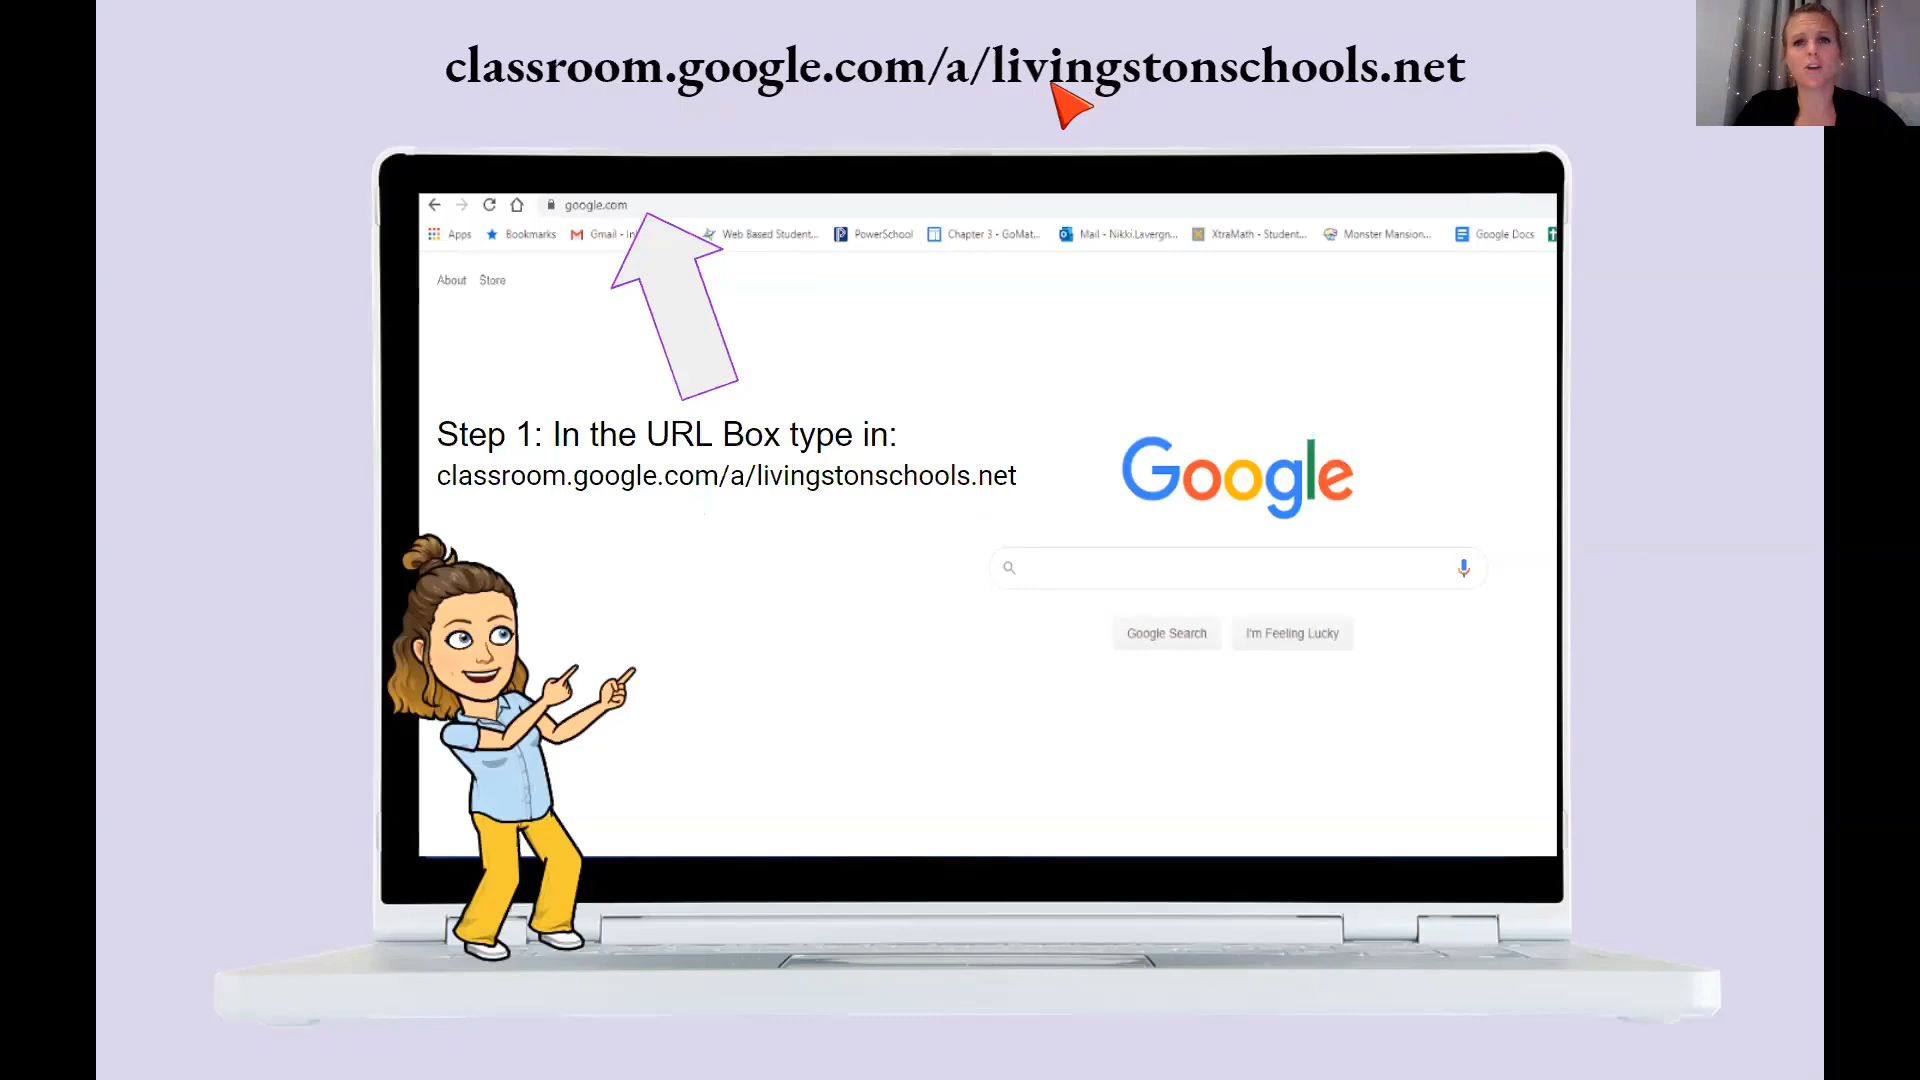 classroom.google.com/a/livingstonschools.net
google.com
Apps Bookmarks Gmail - Web Based Student... PowerSchool Chapter 3 - GoMat... Mail - Nikki.Lavergn... XtraMath - Student... Monster Mansion... Google Docs
About Store
Step 1: In the URL Box type in:
classroom.google.com/a/livingstonschools.net
Google
Google Search I'm Feeling Lucky